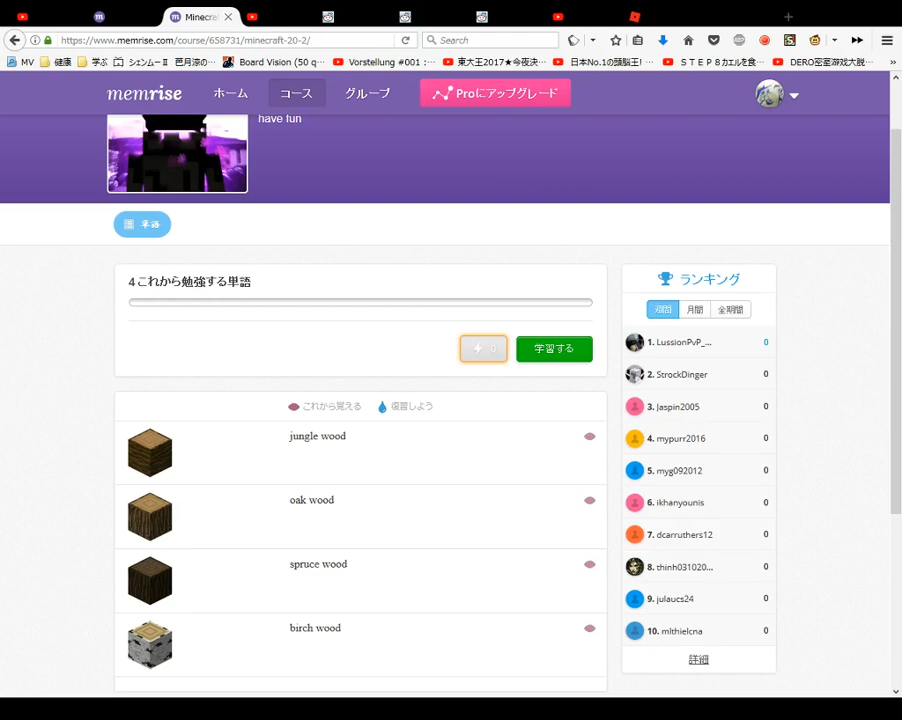 Minecraf
https://www.memrise.com/course/658731/minecraft-20-2/
Search
MV
健康
学ぶ
シェンムーⅡ 芭月涼の...
Board Vision (50 q...
Vorstellung #001 :...
東大王2017★今夜決...
日本No.1の頭脳王!...
ＳＴＥＰ８カエルを食...
DERO密室游戏大脱...
memrise
ホーム
コース
グループ
Proにアップグレード
have fun
単語
4 これから勉強する単語
0
学習する
これから覚える
復習しよう
jungle wood
oak wood
spruce wood
birch wood
ランキング
週間
月間
全期間
1. LussionPvP_... 0
2. StrockDinger 0
3. Jaspin2005 0
4. mypurr2016 0
5. myg092012 0
6. ikhanyounis 0
7. dcarruthers12 0
8. thinh031020... 0
9. julaucs24 0
10. mlthielcna 0
詳細